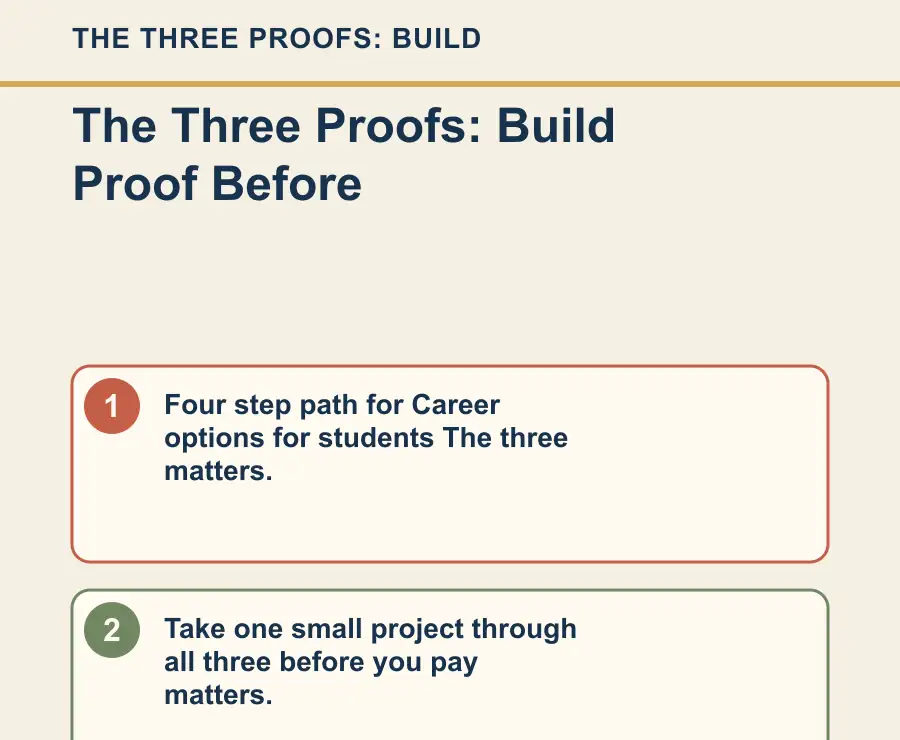 THE THREE PROOFS: BUILD
The Three Proofs: Build
Proof Before
1
Four step path for Career
options for students The three
matters.
2
Take one small project through
all three before you pay
matters.